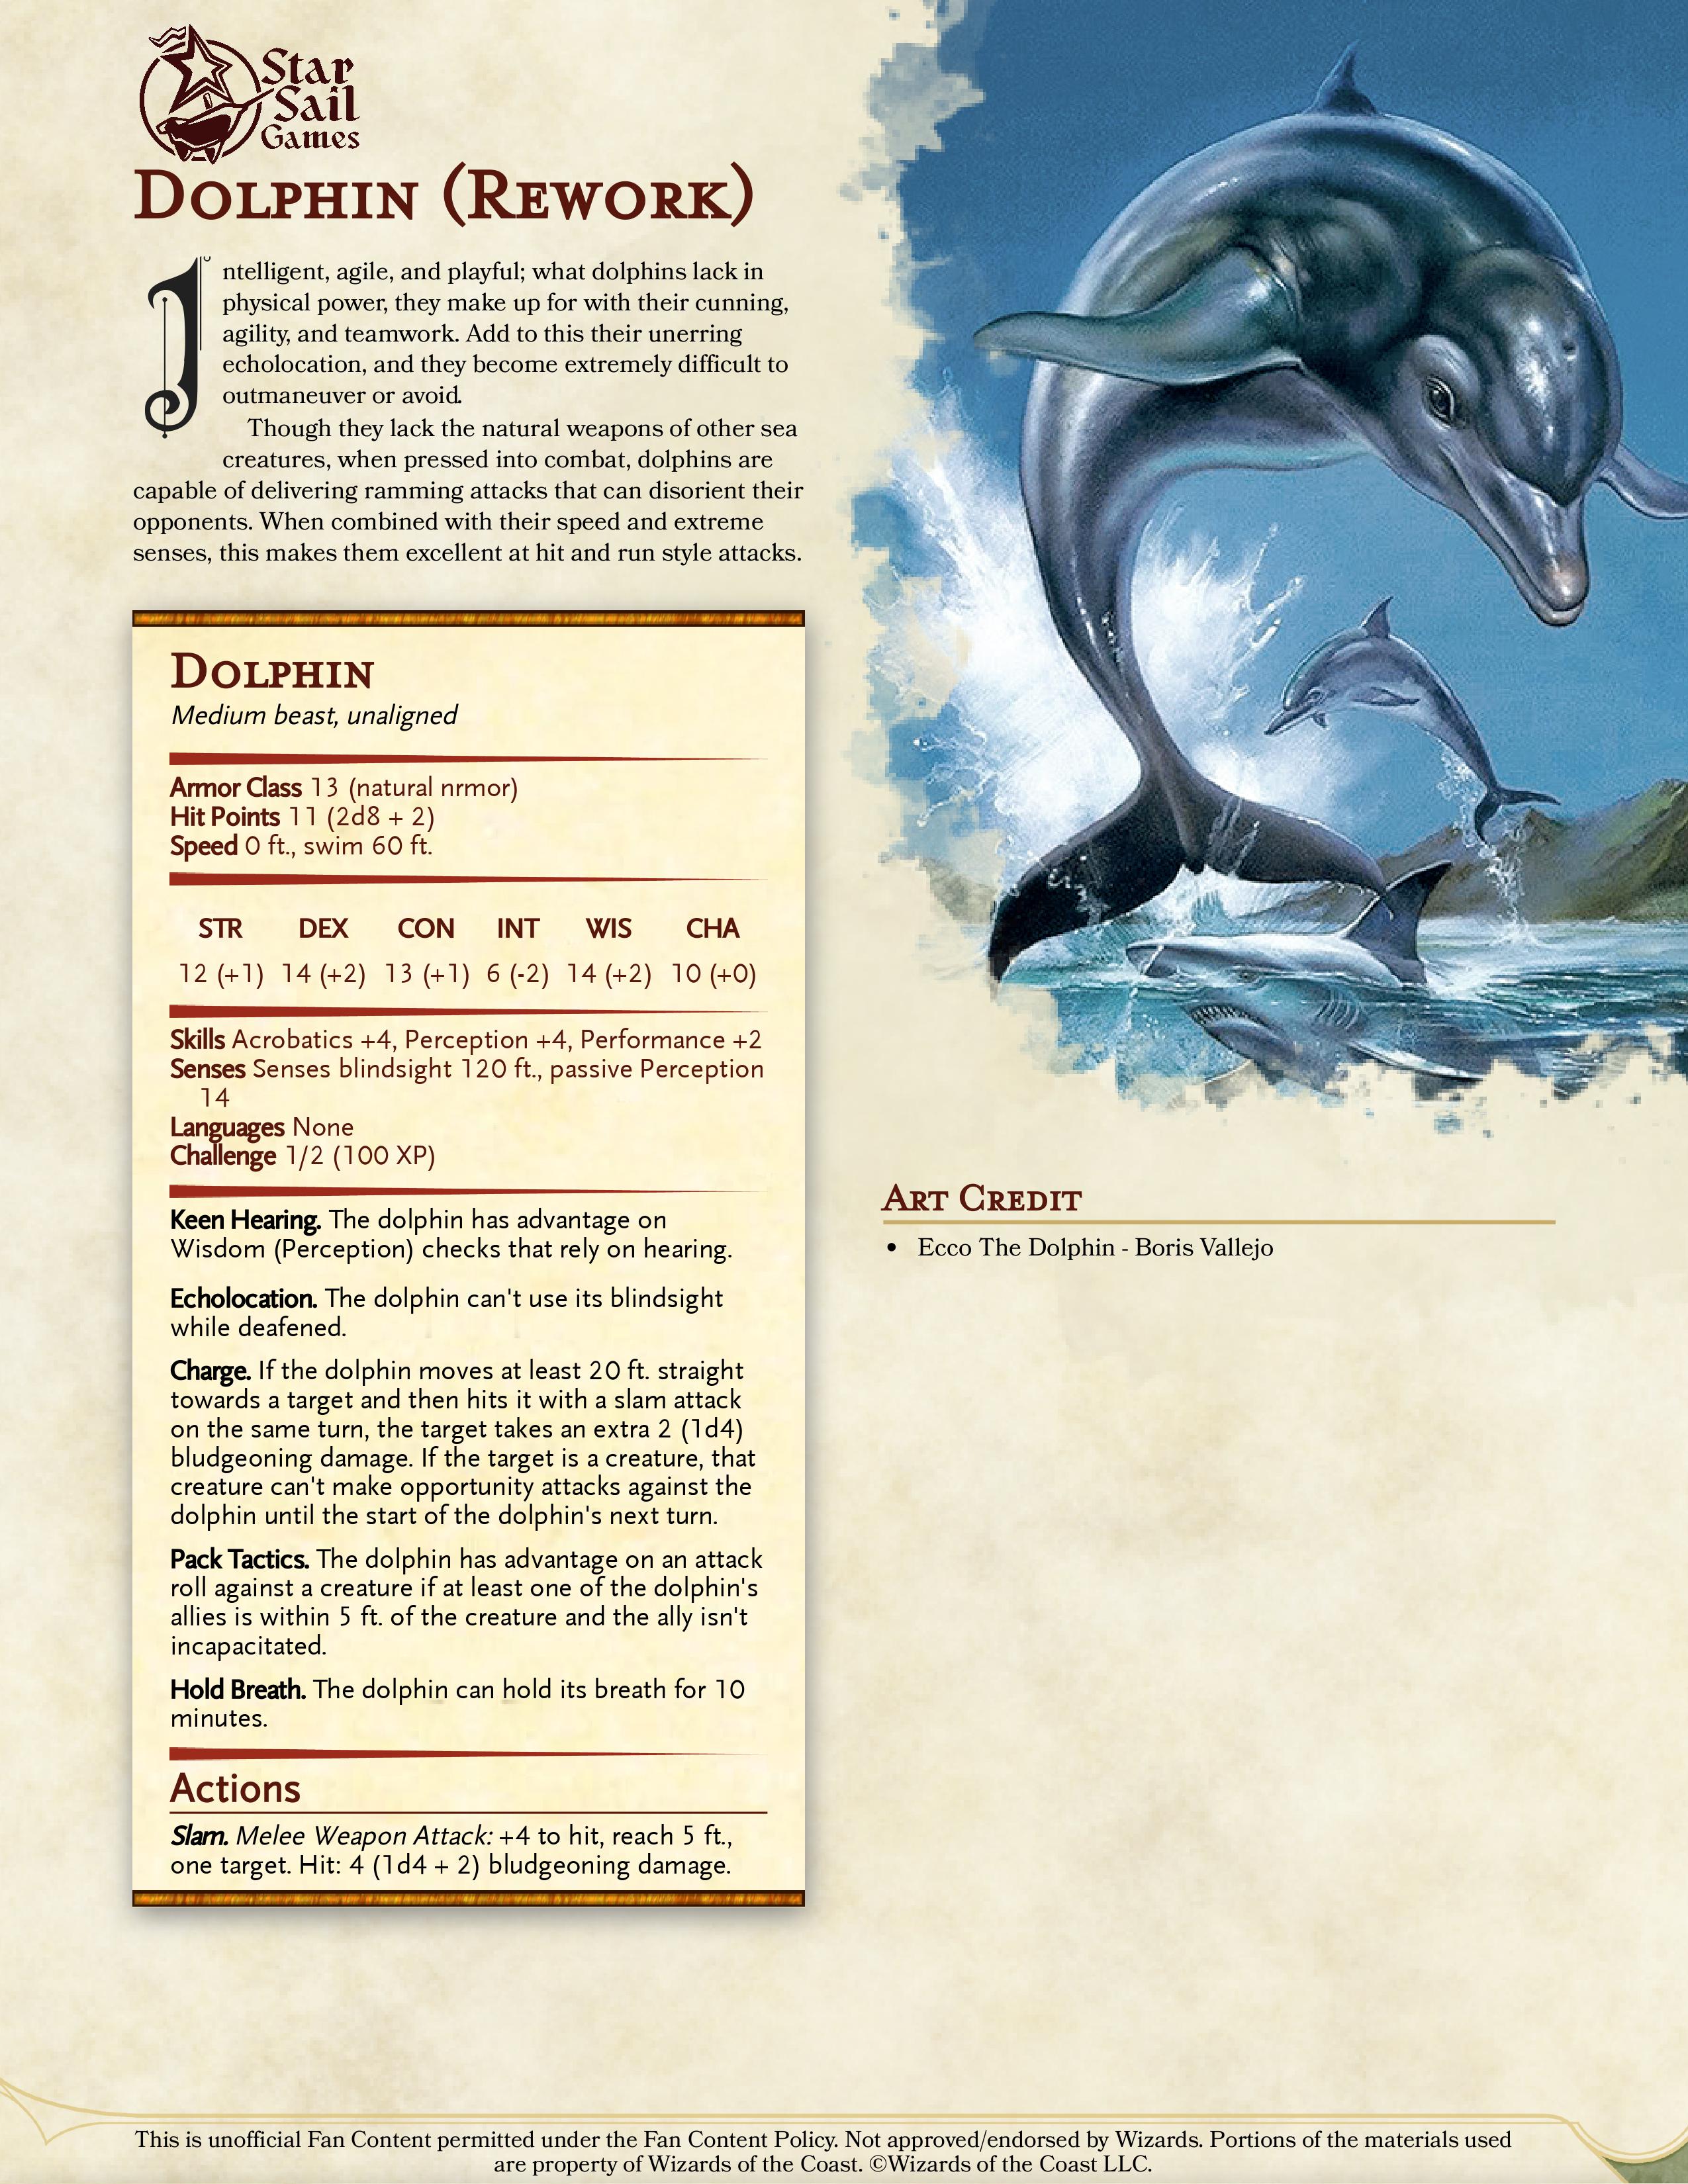 Star
Sail
Games
Dolphin (Rework)
Intelligent, agile, and playful; what dolphins lack in
physical power, they make up for with their cunning,
agility, and teamwork. Add to this their unerring
echolocation, and they become extremely difficult to
outmaneuver or avoid.
Though they lack the natural weapons of other sea
creatures, when pressed into combat, dolphins are
capable of delivering ramming attacks that can disorient their
opponents. When combined with their speed and extreme
senses, this makes them excellent at hit and run style attacks.
Dolphin
Medium beast, unaligned
Armor Class 13 (natural nrmor)
Hit Points 11 (2d8 + 2)
Speed 0 ft., swim 60 ft.
STR DEX CON INT WIS CHA
12 (+1) 14 (+2) 13 (+1) 6 (-2) 14 (+2) 10 (+0)
Skills Acrobatics +4, Perception +4, Performance +2
Senses Senses blindsight 120 ft., passive Perception
14
Languages None
Challenge 1/2 (100 XP)
Keen Hearing. The dolphin has advantage on
Wisdom (Perception) checks that rely on hearing.
Echolocation. The dolphin can't use its blindsight
while deafened.
Charge. If the dolphin moves at least 20 ft. straight
towards a target and then hits it with a slam attack
on the same turn, the target takes an extra 2 (1d4)
bludgeoning damage. If the target is a creature, that
creature can't make opportunity attacks against the
dolphin until the start of the dolphin's next turn.
Pack Tactics. The dolphin has advantage on an attack
roll against a creature if at least one of the dolphin's
allies is within 5 ft. of the creature and the ally isn't
incapacitated.
Hold Breath. The dolphin can hold its breath for 10
minutes.
Actions
Slam. Melee Weapon Attack: +4 to hit, reach 5 ft.,
one target. Hit: 4 (1d4 + 2) bludgeoning damage.
Art Credit
• Ecco The Dolphin - Boris Vallejo
This is unofficial Fan Content permitted under the Fan Content Policy. Not approved/endorsed by Wizards. Portions of the materials used
are property of Wizards of the Coast. ©Wizards of the Coast LLC.